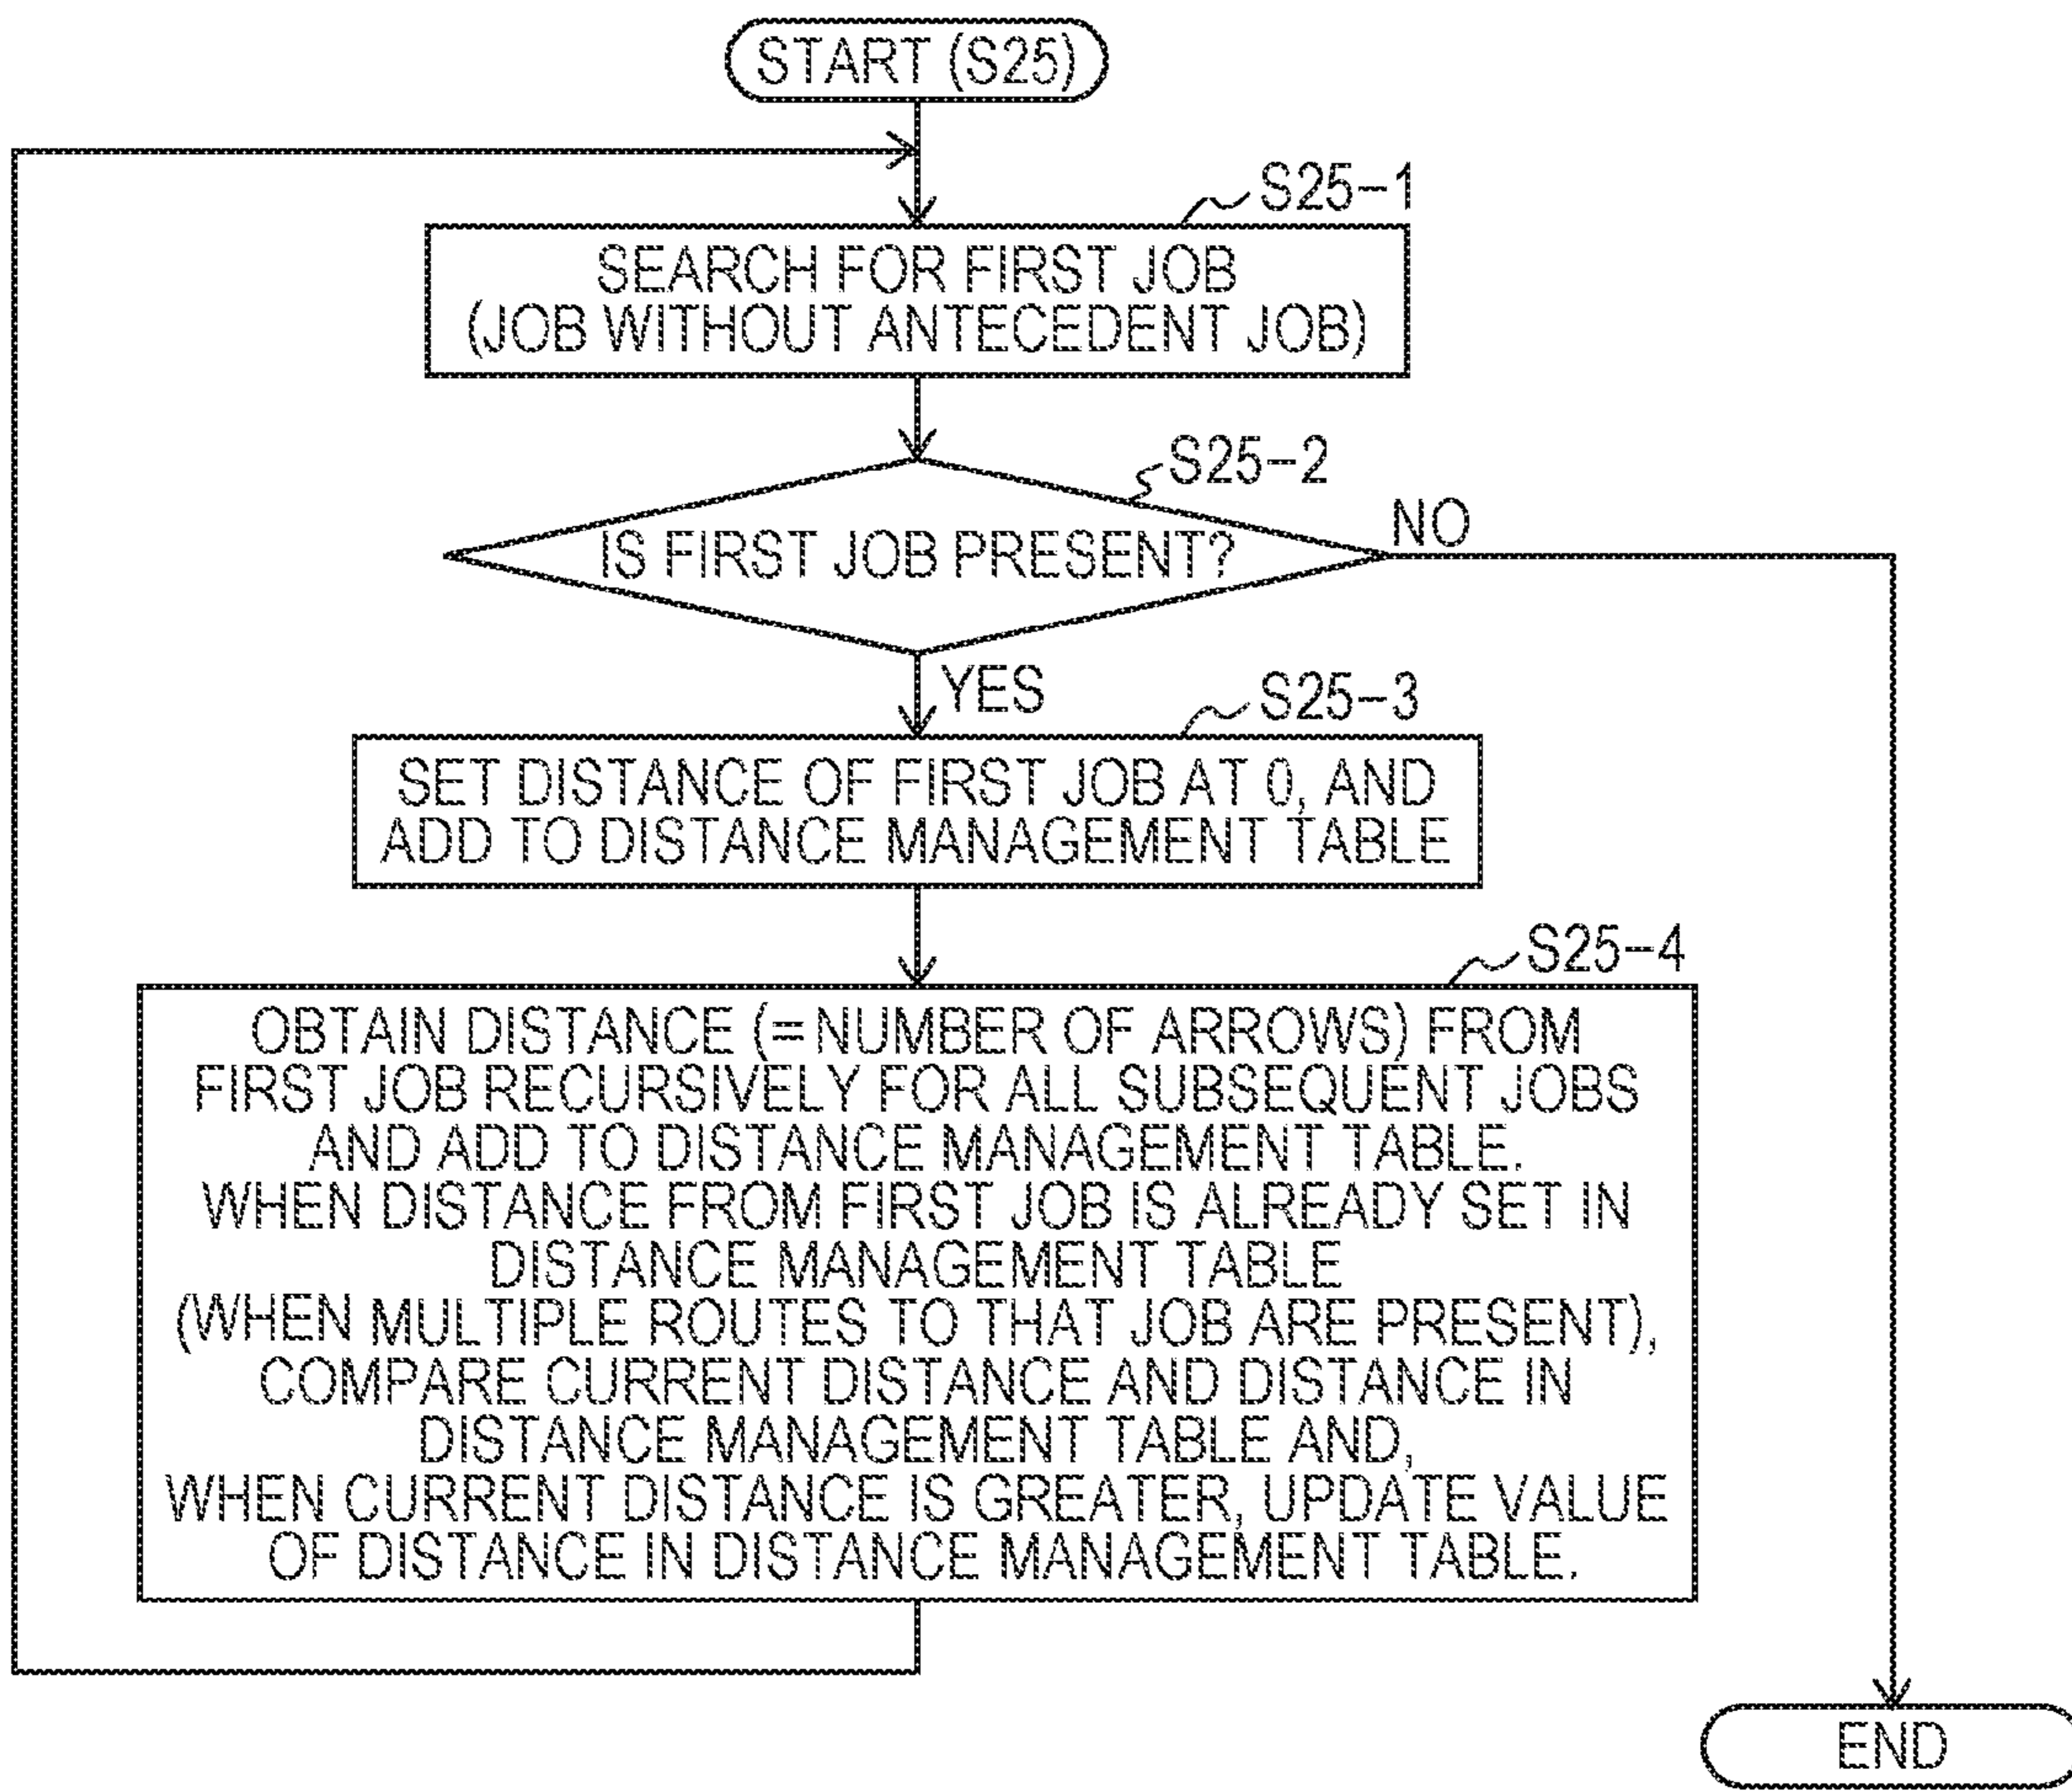 START (S25)
S25-1
SEARCH FOR FIRST JOB
(JOB WITHOUT ANTECEDENT JOB)
S25-2
IS FIRST JOB PRESENT?
NO
YES
S25-3
SET DISTANCE OF FIRST JOB AT 0, AND
ADD TO DISTANCE MANAGEMENT TABLE
S25-4
OBTAIN DISTANCE (= NUMBER OF ARROWS) FROM
FIRST JOB RECURSIVELY FOR ALL SUBSEQUENT JOBS
AND ADD TO DISTANCE MANAGEMENT TABLE.
WHEN DISTANCE FROM FIRST JOB IS ALREADY SET IN
DISTANCE MANAGEMENT TABLE
(WHEN MULTIPLE ROUTES TO THAT JOB ARE PRESENT),
COMPARE CURRENT DISTANCE AND DISTANCE IN
DISTANCE MANAGEMENT TABLE AND,
WHEN CURRENT DISTANCE IS GREATER, UPDATE VALUE
OF DISTANCE IN DISTANCE MANAGEMENT TABLE.
END